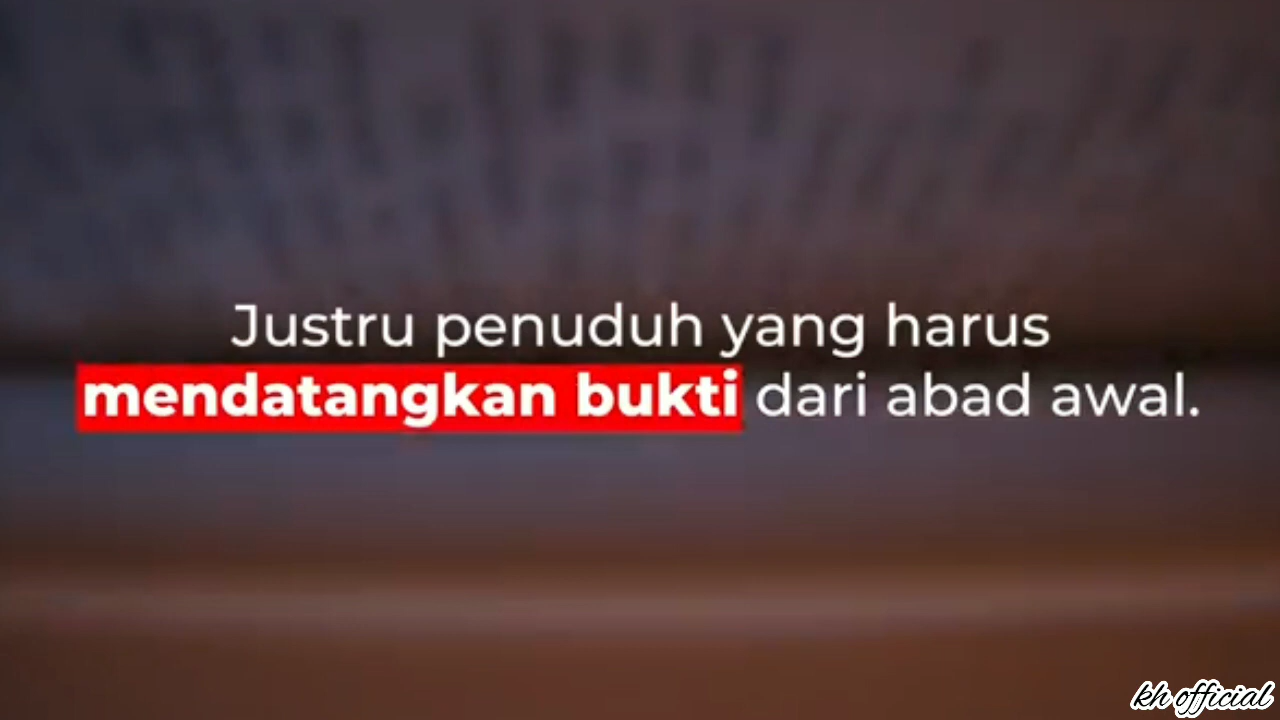 Justru penuduh yang harus
mendatangkan bukti dari abad awal.
kh official